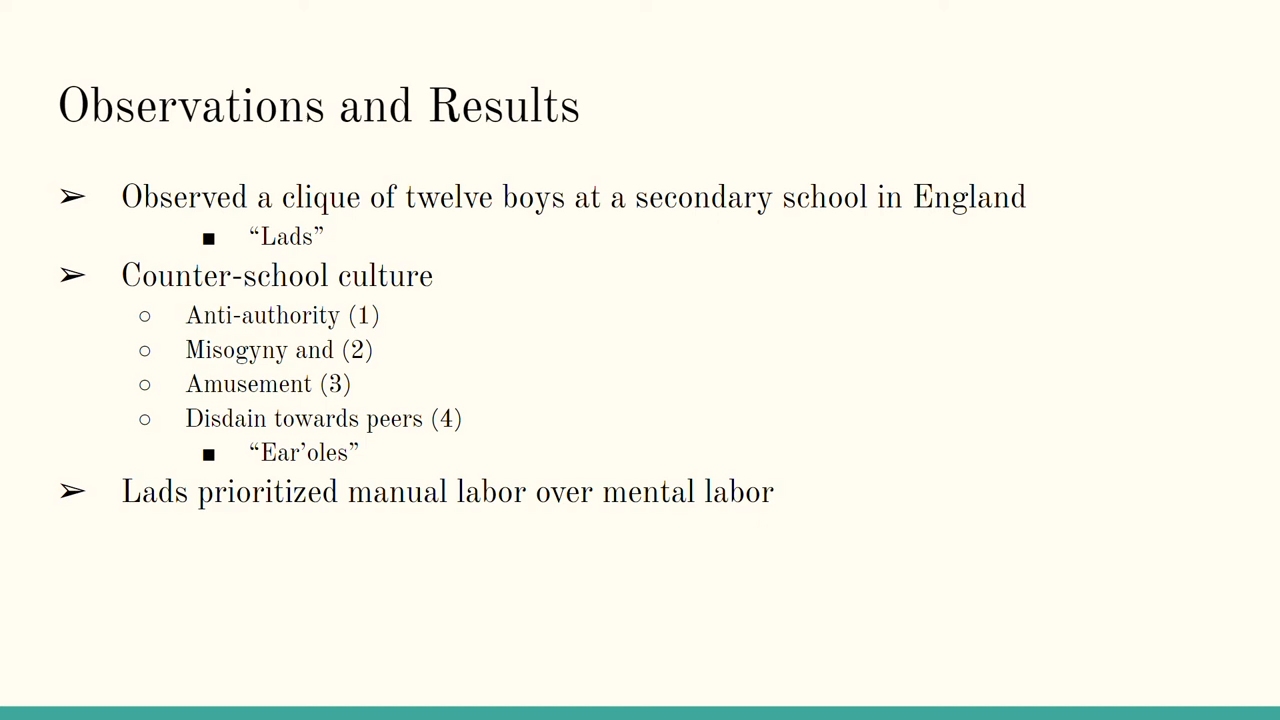 Observations and Results
➢ Observed a clique of twelve boys at a secondary school in England
■ “Lads”
➢ Counter-school culture
○ Anti-authority (1)
○ Misogyny and (2)
○ Amusement (3)
○ Disdain towards peers (4)
■ “Ear’oles”
➢ Lads prioritized manual labor over mental labor